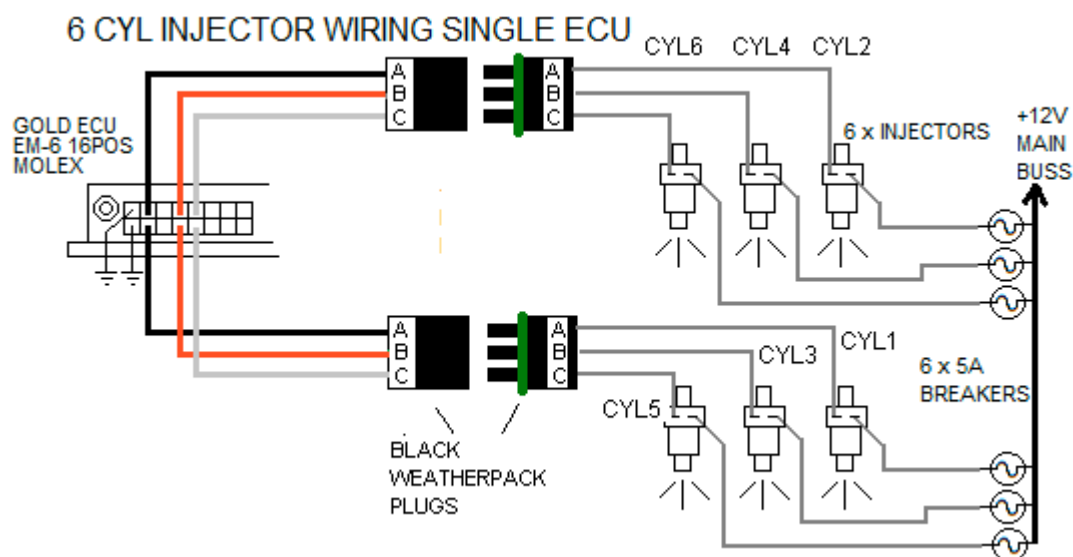 6 CYL INJECTOR WIRING SINGLE ECU
CYL6
CYL4
CYL2
A
B
C
A
B
C
GOLD ECU
EM-6 16POS
MOLEX
6 x INJECTORS
+12V
MAIN
BUSS
A
B
C
A
B
C
CYL5
CYL3
CYL1
6 x 5A
BREAKERS
BLACK
WEATHERPACK
PLUGS